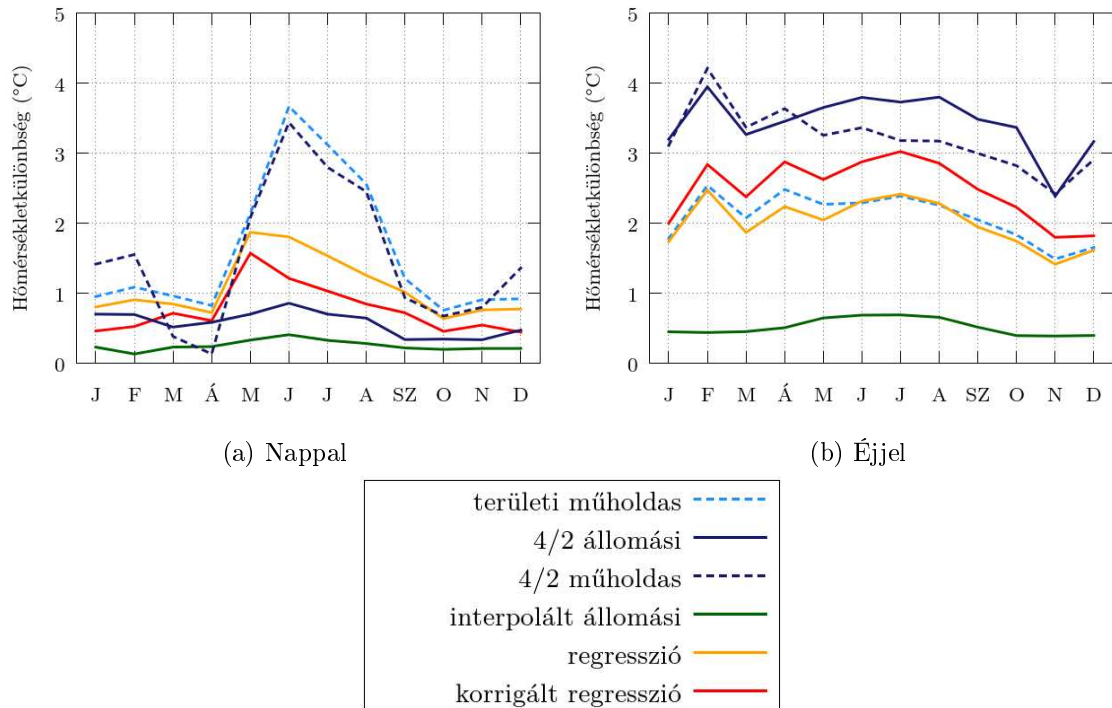 Hőmérsékletkülönbség (°C)
5
4
3
2
1
0
J F M Á M J J A SZ O N D
(a) Nappal
Hőmérsékletkülönbség (°C)
5
4
3
2
1
0
J F M Á M J J A SZ O N D
(b) Éjjel
területi műholdas
4/2 állomási
4/2 műholdas
interpolált állomási
regresszió
korrigált regresszió